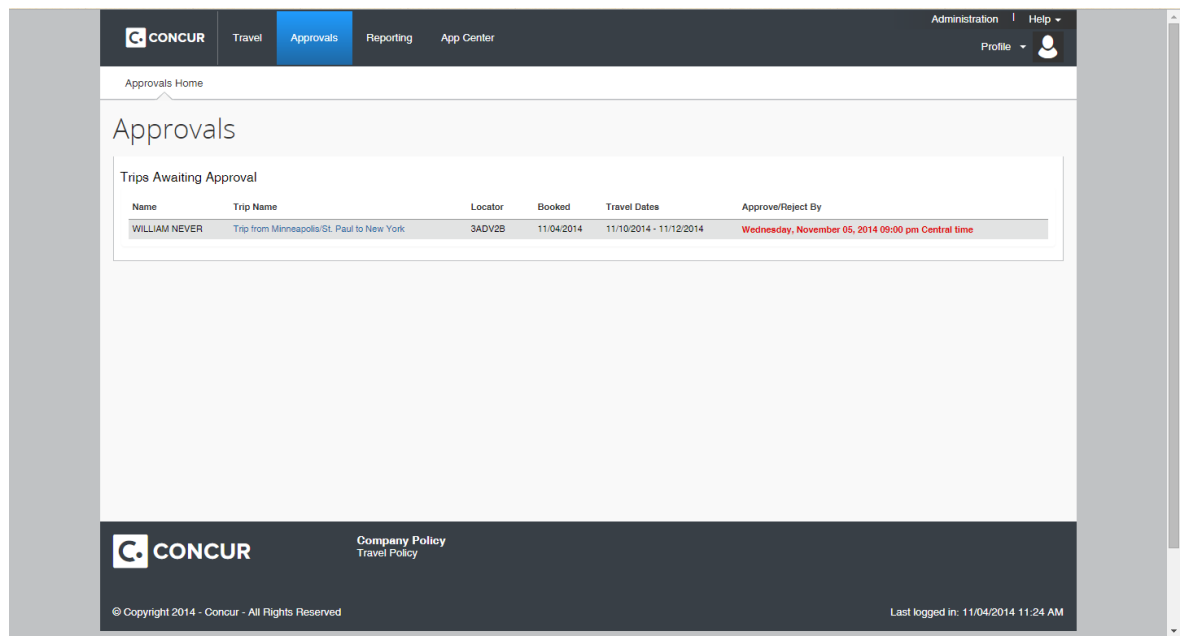 Administration | Help
C. CONCUR Travel Approvals Reporting App Center
Profile
Approvals Home
Approvals
Trips Awaiting Approval
Name Trip Name Locator Booked Travel Dates Approve/Reject By
WILLIAM NEVER Trip from Minneapolis/St. Paul to New York 3ADV2B 11/04/2014 11/10/2014 - 11/12/2014 Wednesday, November 05, 2014 09:00 pm Central time
C. CONCUR
Company Policy
Travel Policy
© Copyright 2014 - Concur - All Rights Reserved Last logged in: 11/04/2014 11:24 AM